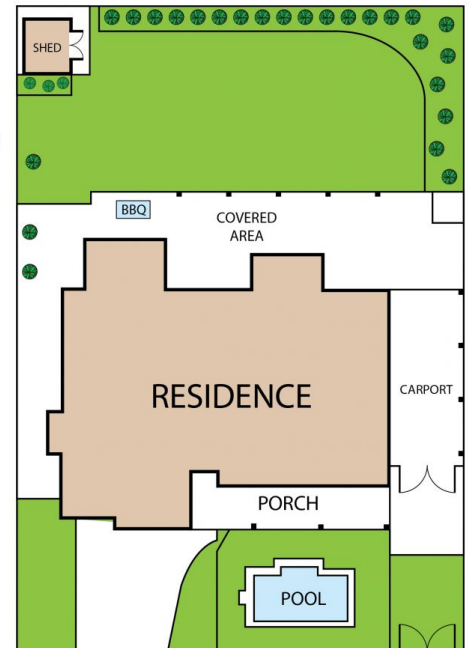 SHED
BBQ
COVERED
AREA
RESIDENCE
CARPORT
PORCH
POOL